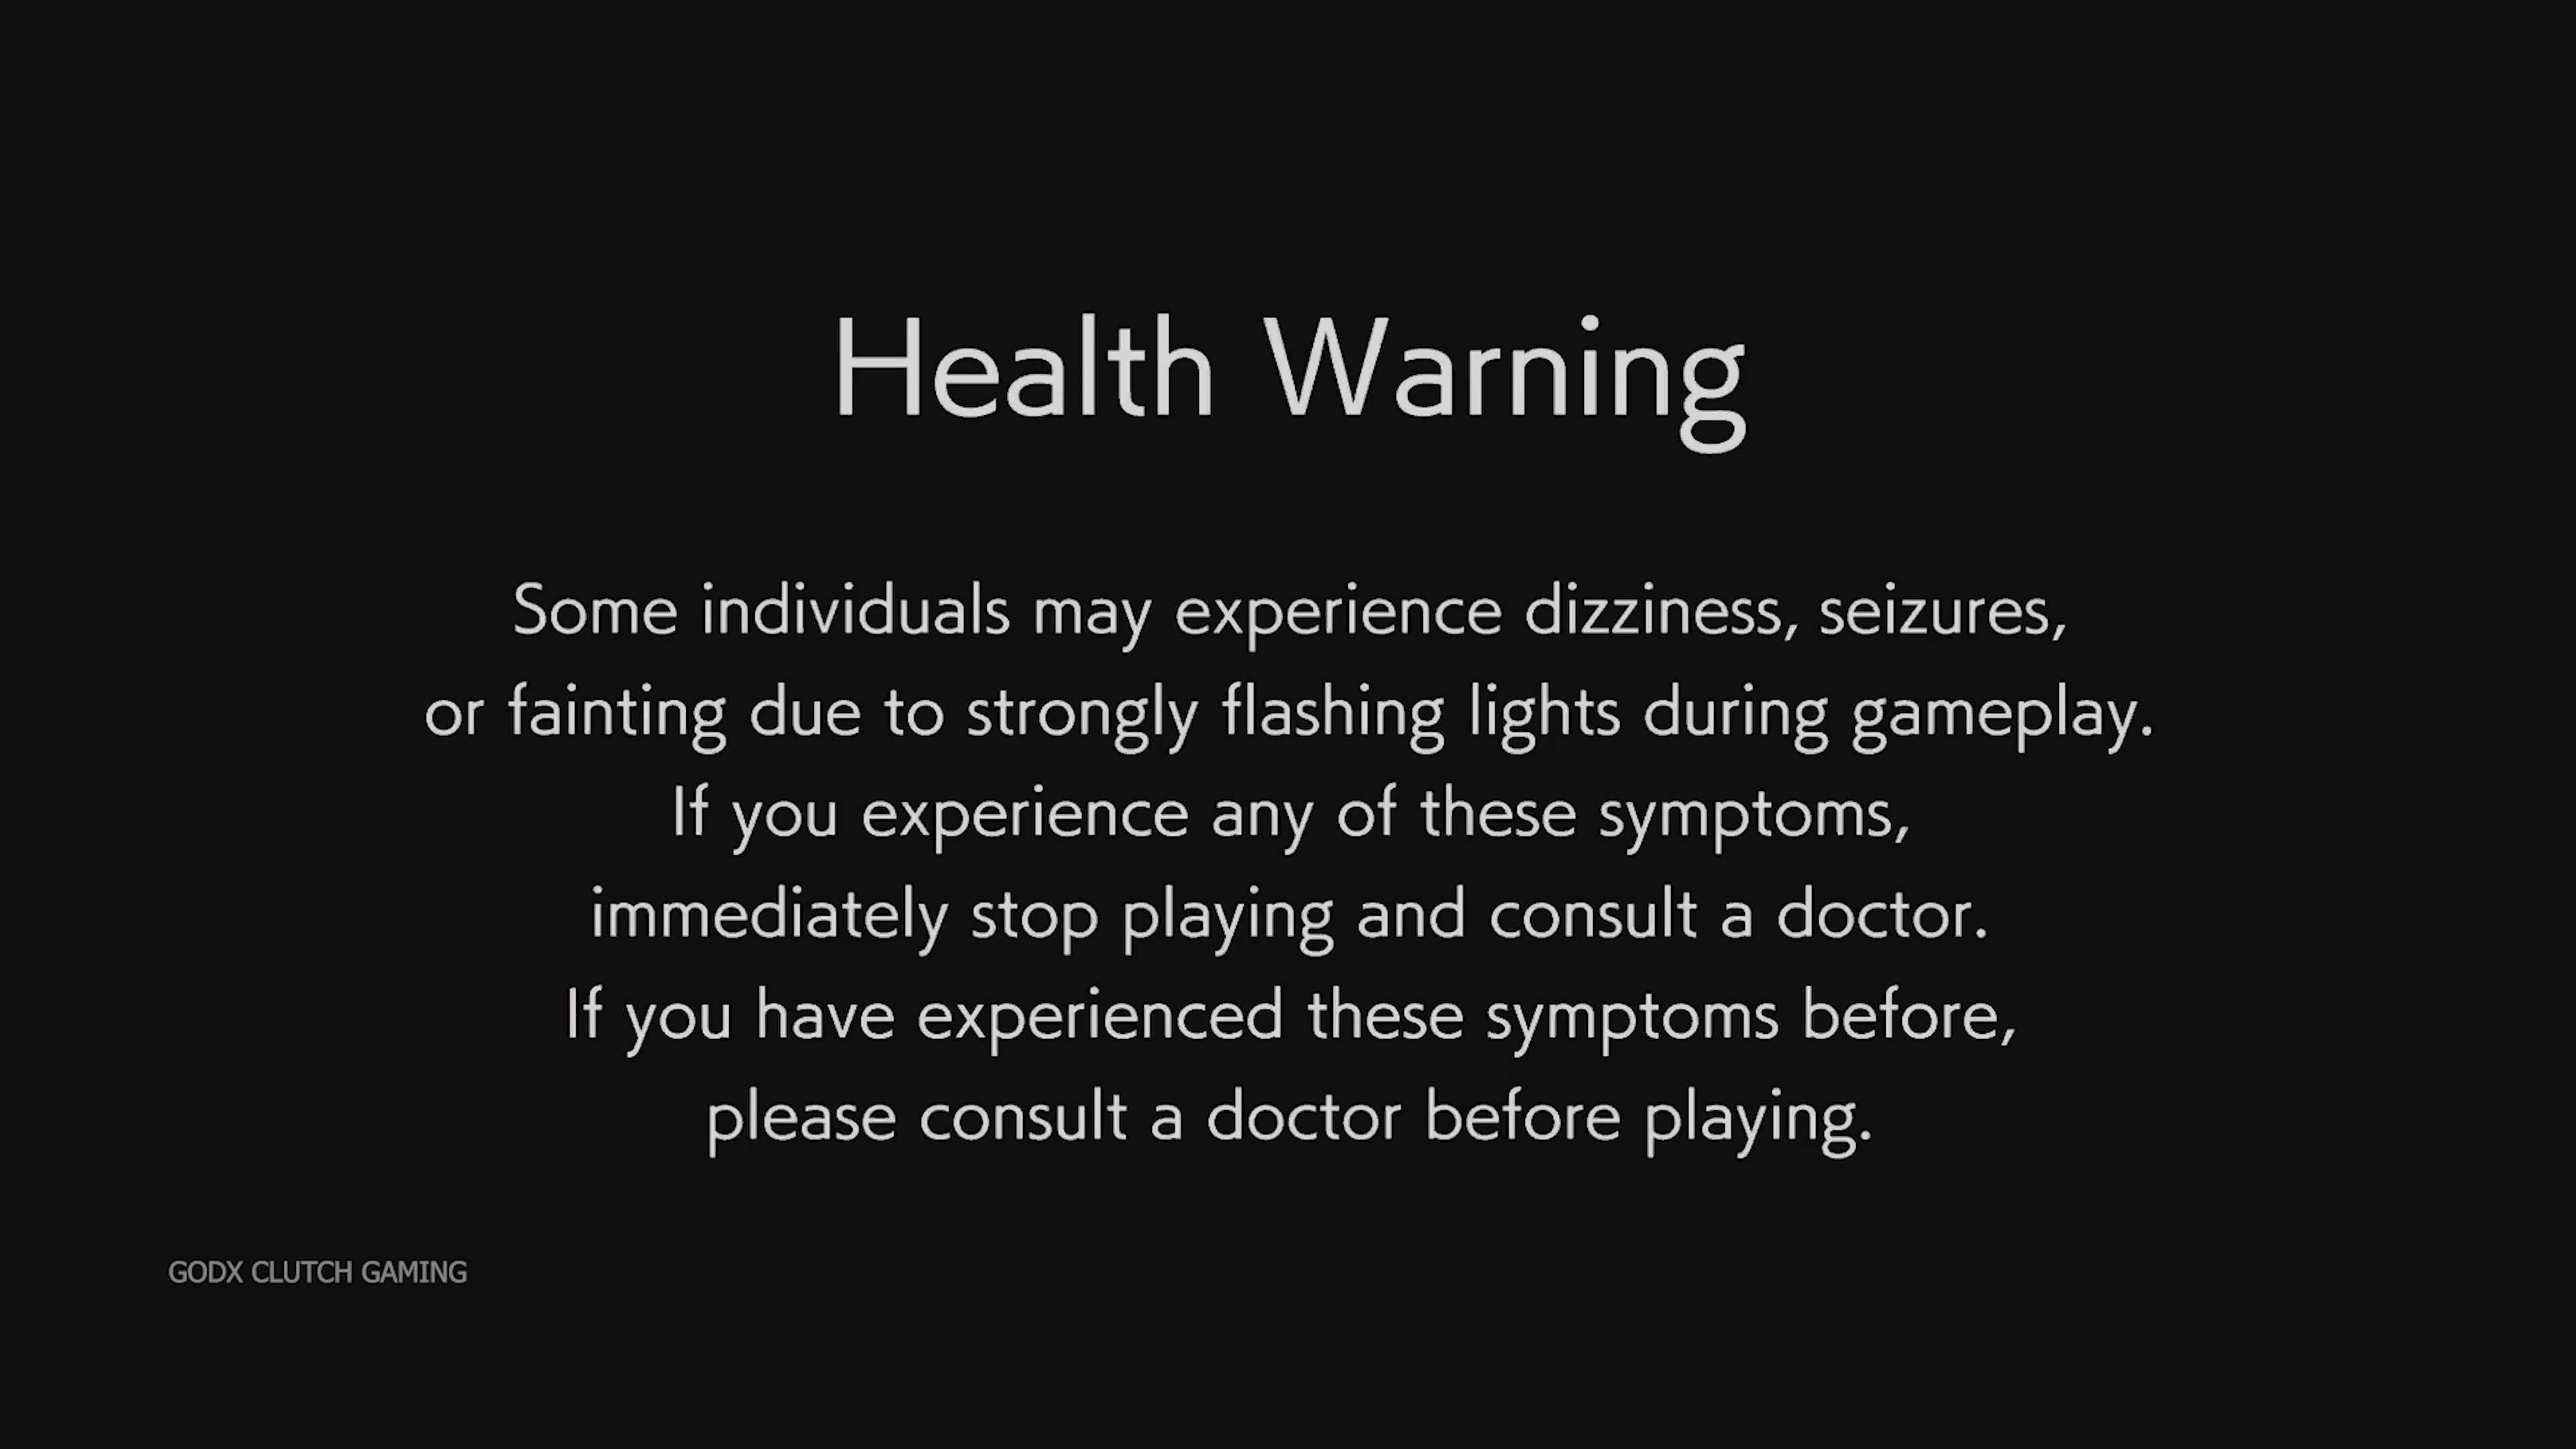 Health Warning
Some individuals may experience dizziness, seizures,
or fainting due to strongly flashing lights during gameplay.
If you experience any of these symptoms,
immediately stop playing and consult a doctor.
If you have experienced these symptoms before,
please consult a doctor before playing.
GODX CLUTCH GAMING